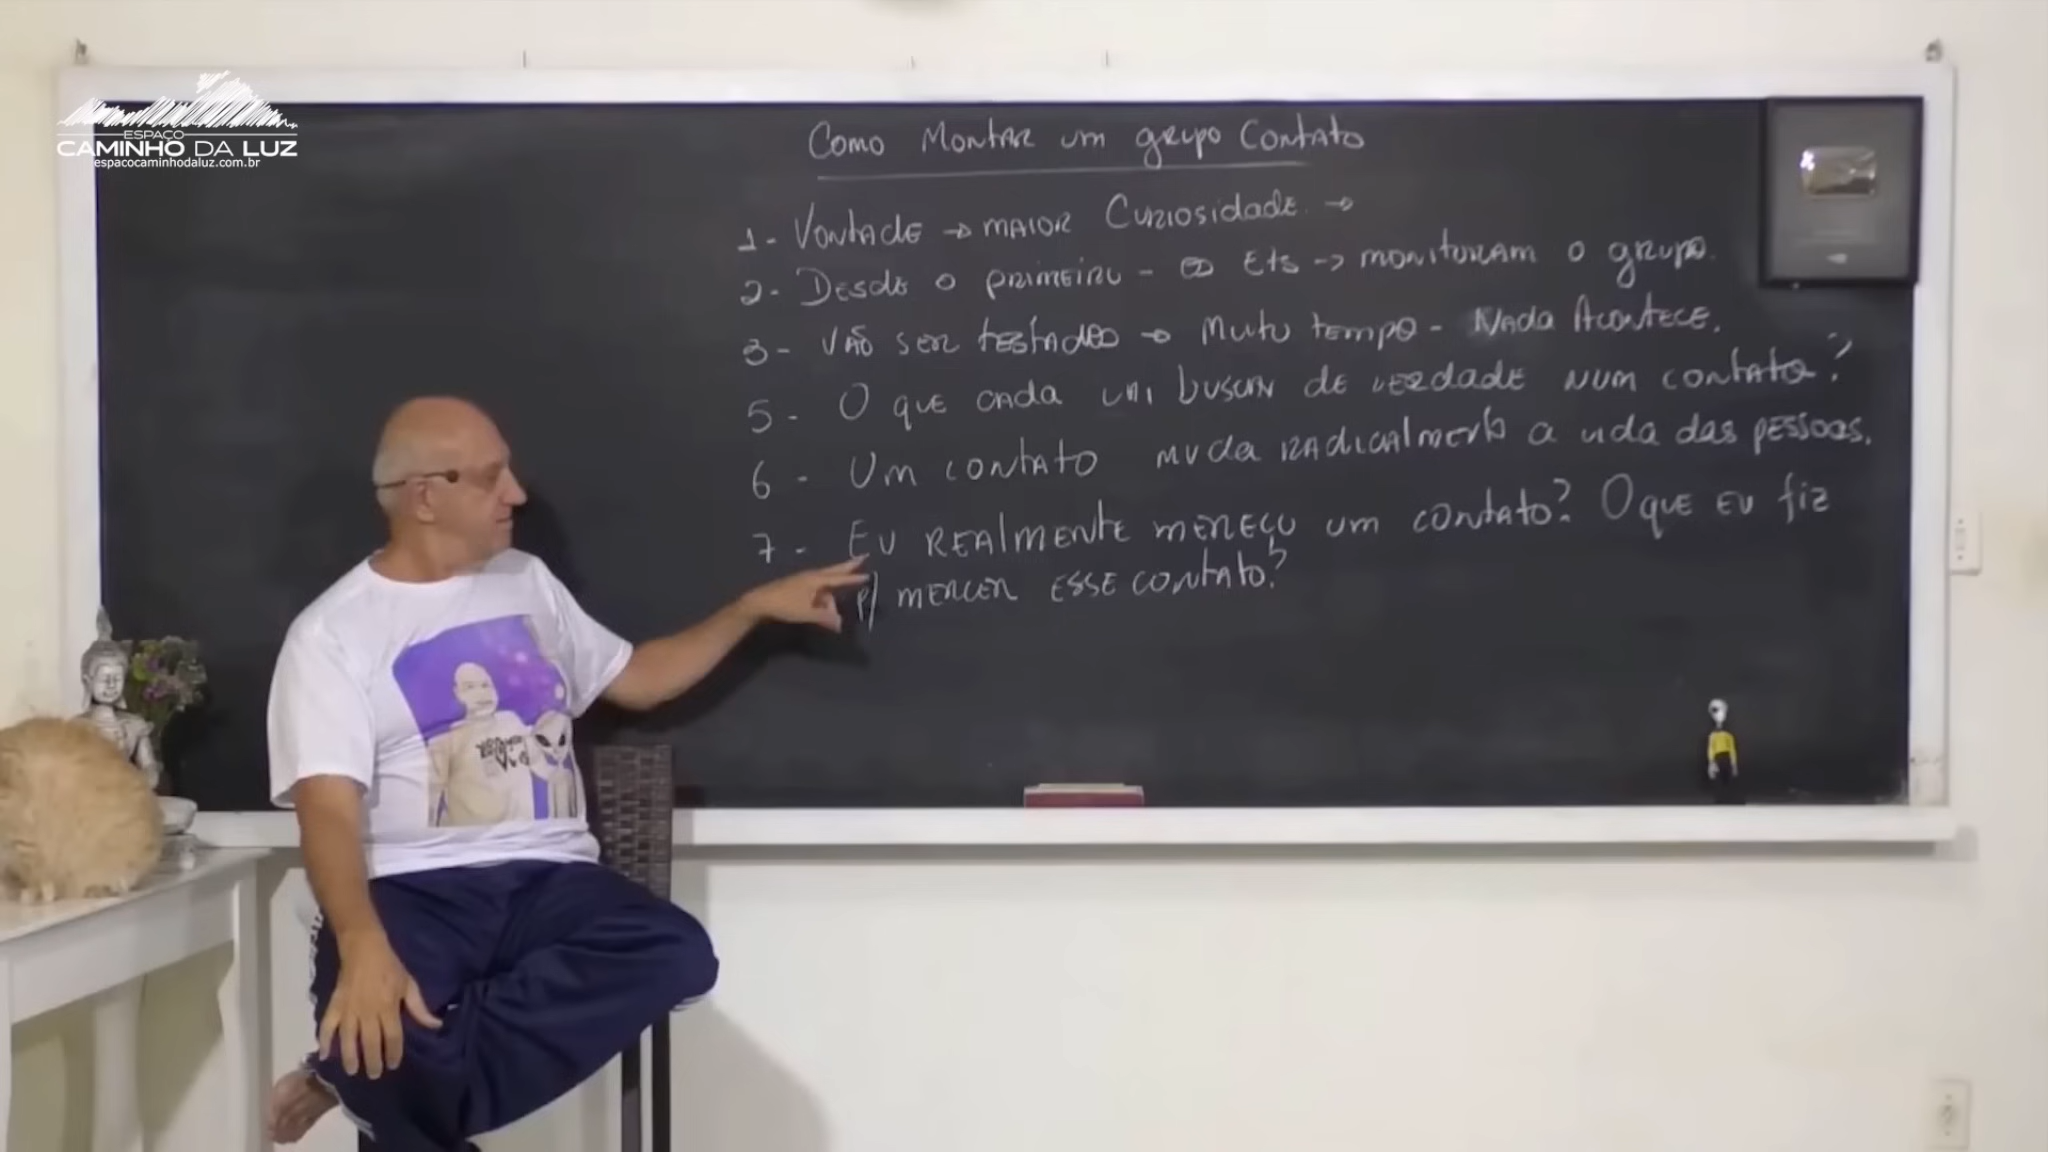 ESPAÇO
CAMINHO DA LUZ
espacocaminhodaluz.com.br
Como Montar um grupo Contato
1 - Vontade → maior Curiosidade →
2 - Desde o primeiro - os Ets → monitoram o grupo.
3 - Vão ser testados → Muito tempo - Nada Acontece.
5 - O que cada um buscam de verdade num contato?
6 - Um contato muda radicalmente a vida das pessoas.
7 - Eu realmente mereço um contato? O que eu fiz
p/ mercer esse contato?